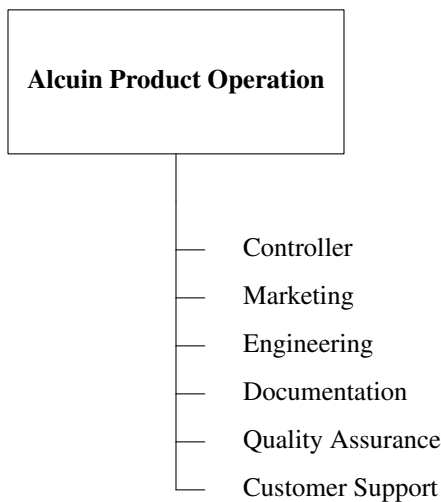 Alcuin Product Operation
Controller
Marketing
Engineering
Documentation
Quality Assurance
Customer Support